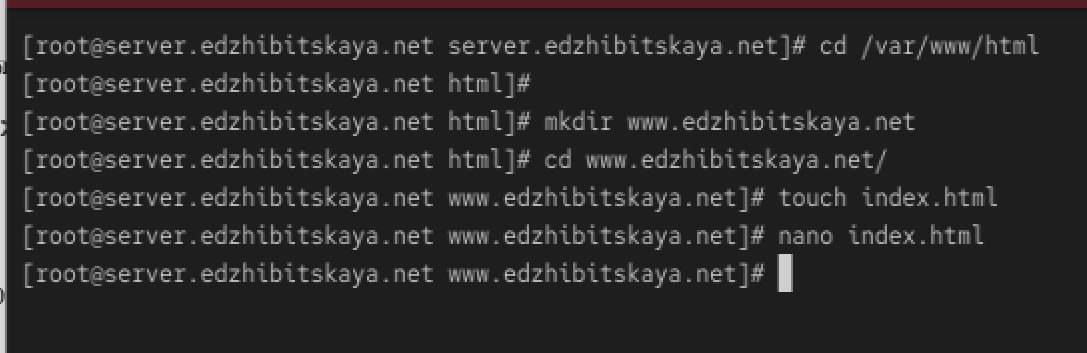 [root@server.edzhibitskaya.net server.edzhibitskaya.net]# cd /var/www/html
[root@server.edzhibitskaya.net html]#
[root@server.edzhibitskaya.net html]# mkdir www.edzhibitskaya.net
[root@server.edzhibitskaya.net html]# cd www.edzhibitskaya.net/
[root@server.edzhibitskaya.net www.edzhibitskaya.net]# touch index.html
[root@server.edzhibitskaya.net www.edzhibitskaya.net]# nano index.html
[root@server.edzhibitskaya.net www.edzhibitskaya.net]#